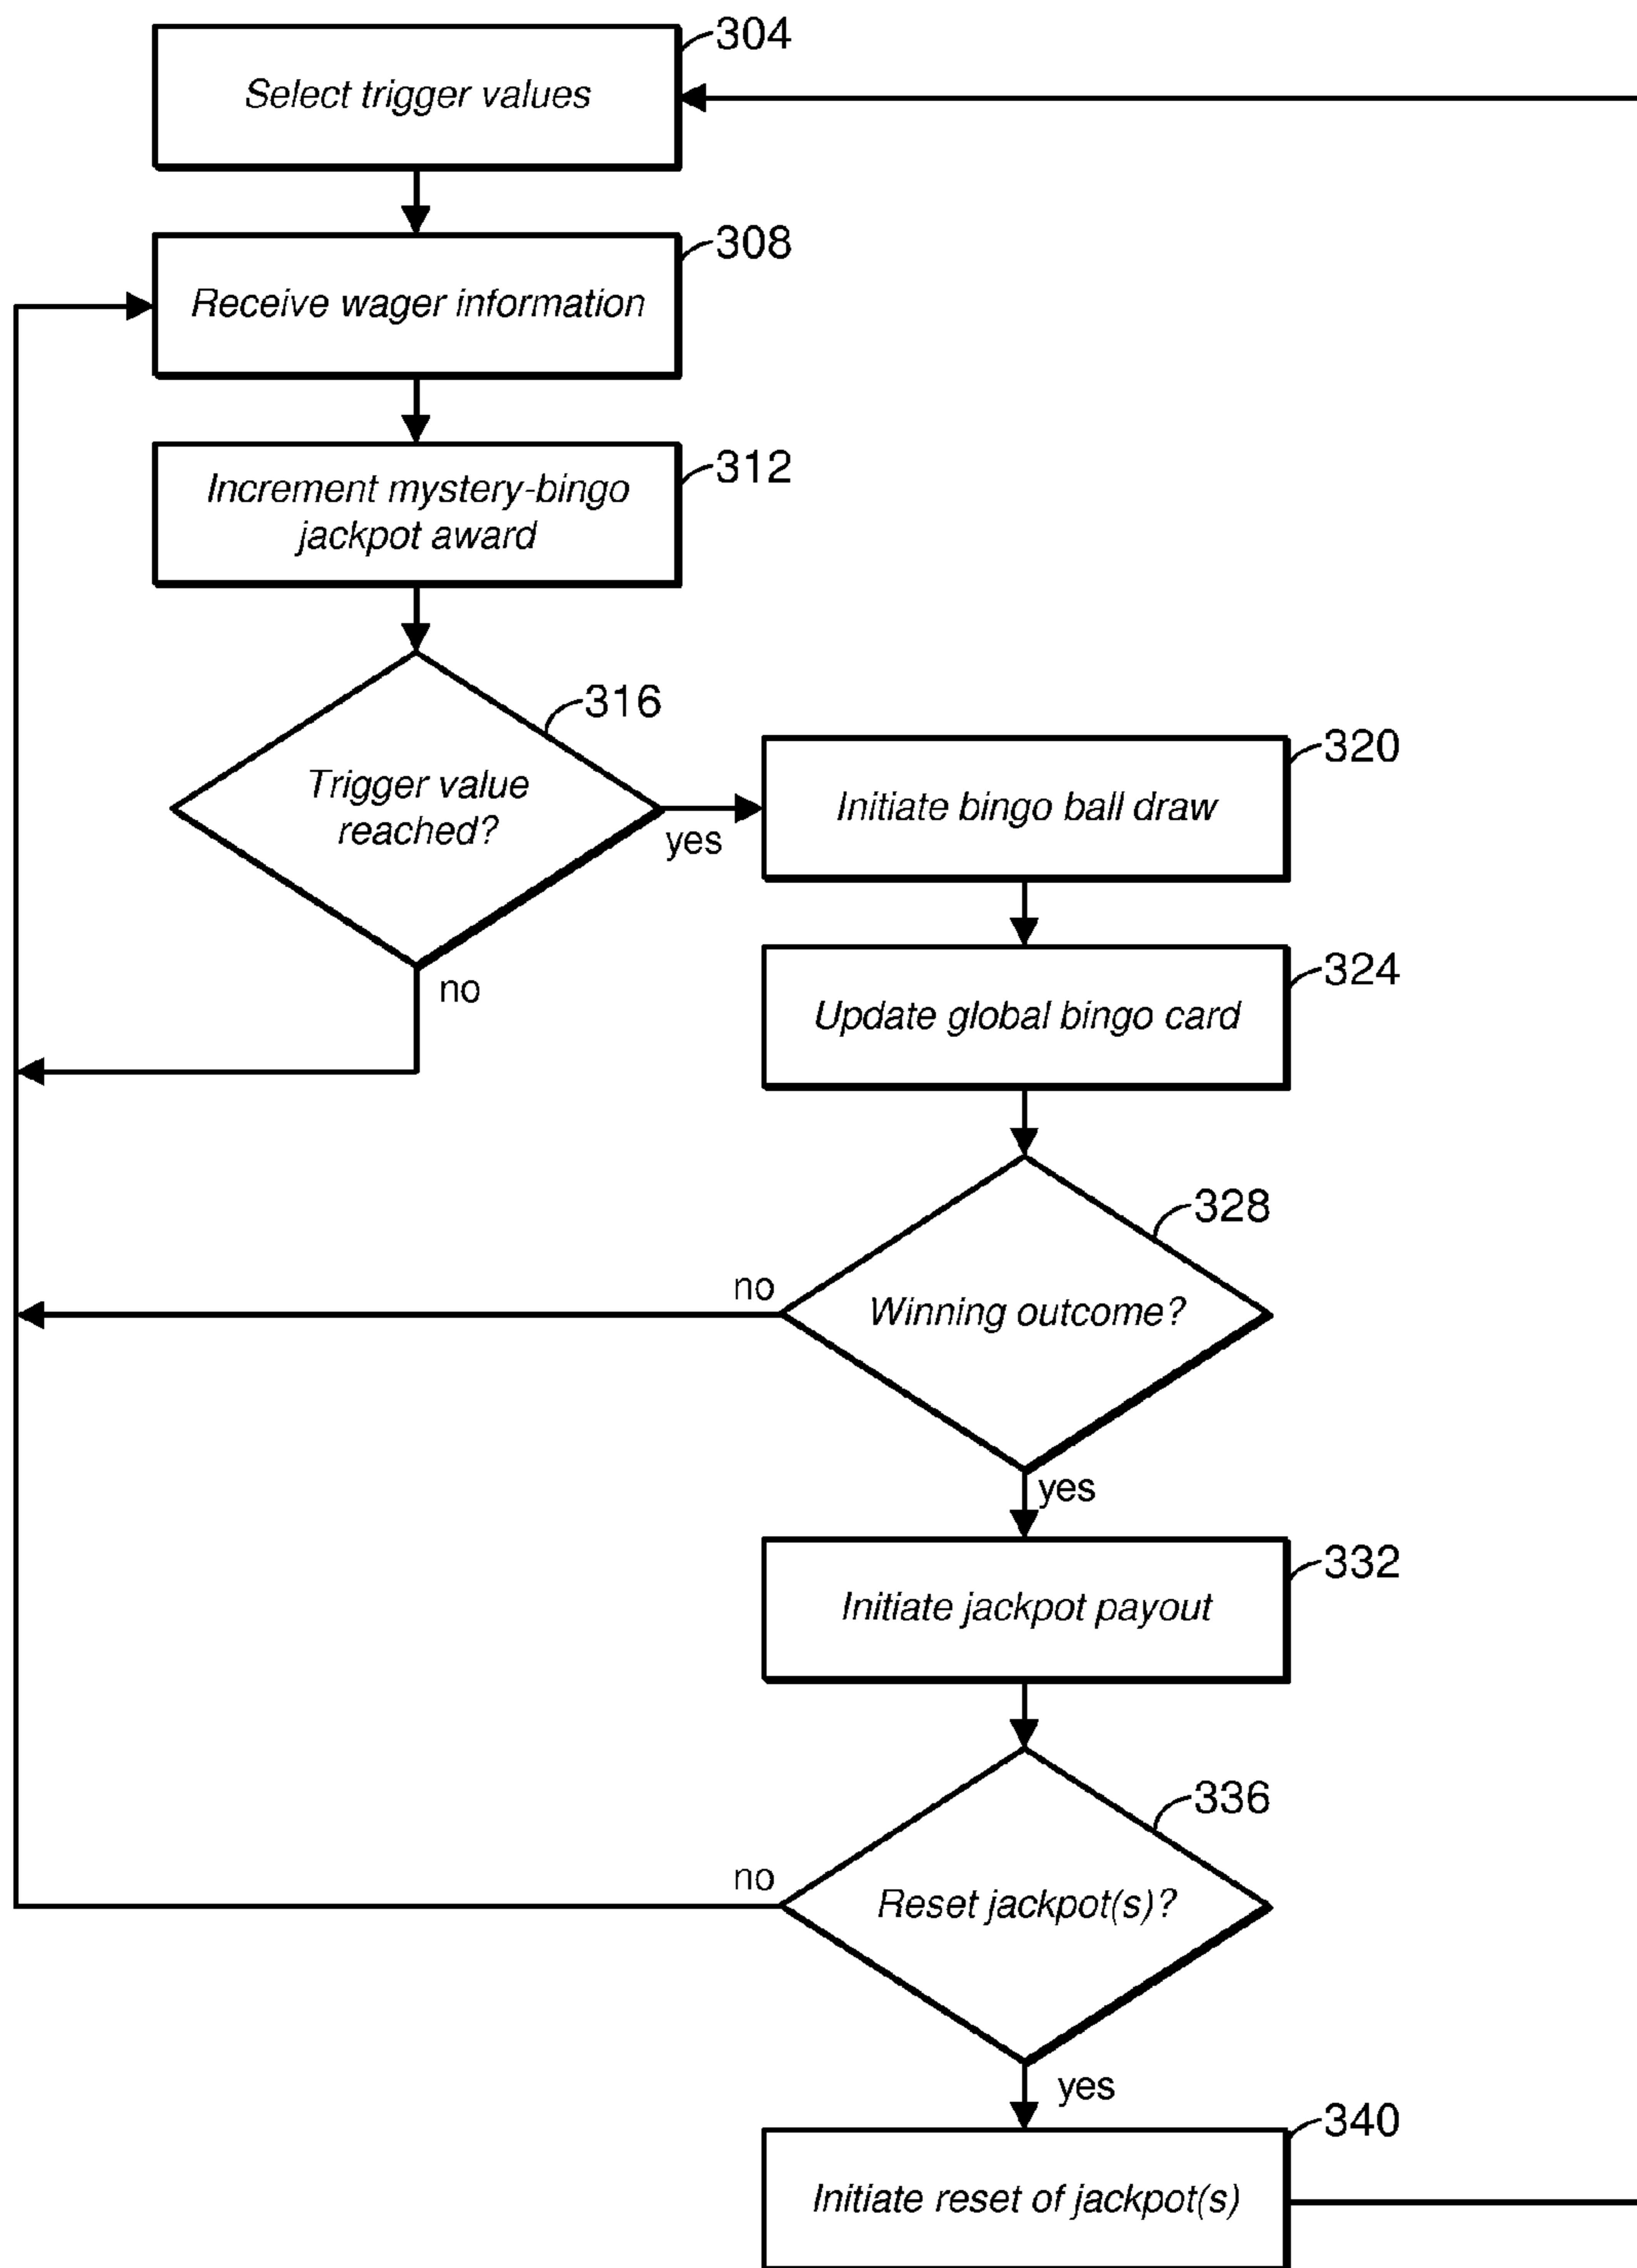 304
Select trigger values
308
Receive wager information
312
Increment mystery-bingo
jackpot award
316
Trigger value
reached?
yes
no
320
Initiate bingo ball draw
324
Update global bingo card
328
Winning outcome?
no
yes
332
Initiate jackpot payout
336
Reset jackpot(s)?
no
yes
340
Initiate reset of jackpot(s)